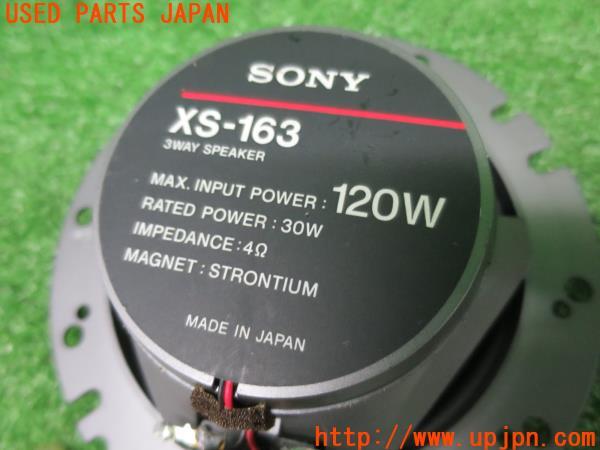 USED PARTS JAPAN
SONY
XS-163
3WAY SPEAKER
MAX. INPUT POWER : 120W
RATED POWER : 30W
IMPEDANCE : 4Ω
MAGNET : STRONTIUM
MADE IN JAPAN
http://www.upjpn.com